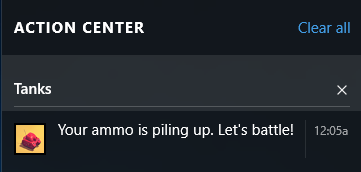 ACTION CENTER
Clear all
Tanks
Your ammo is piling up. Let's battle!
12:05a